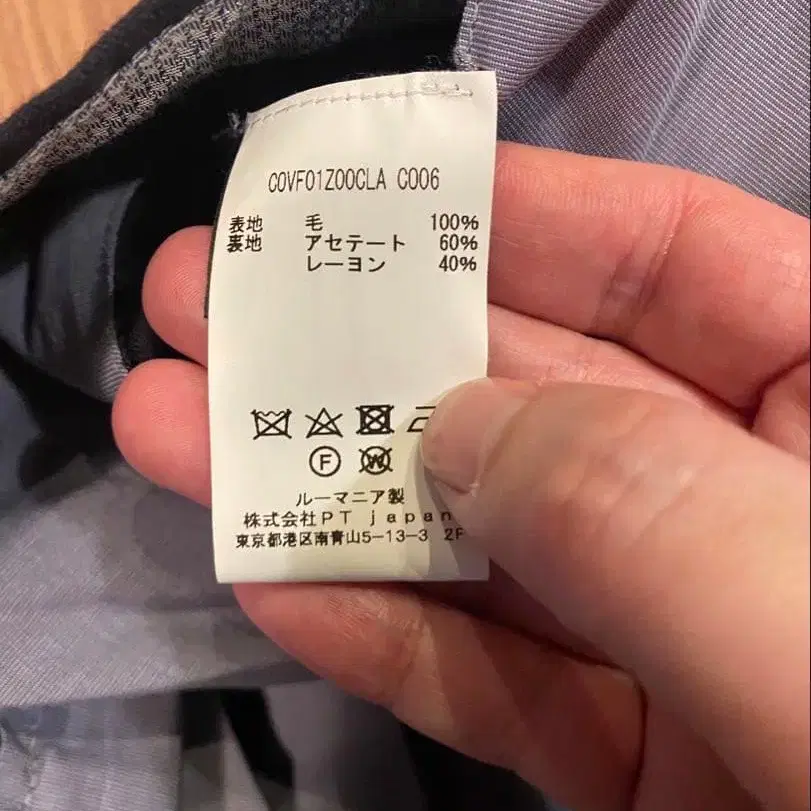 COVF01Z00CLA C006
表地 毛 100%
裏地 アセテート 60%
レーヨン 40%
F W
ルーマニア製
株式会社PT japan
東京都港区南青山5-13-3 2F